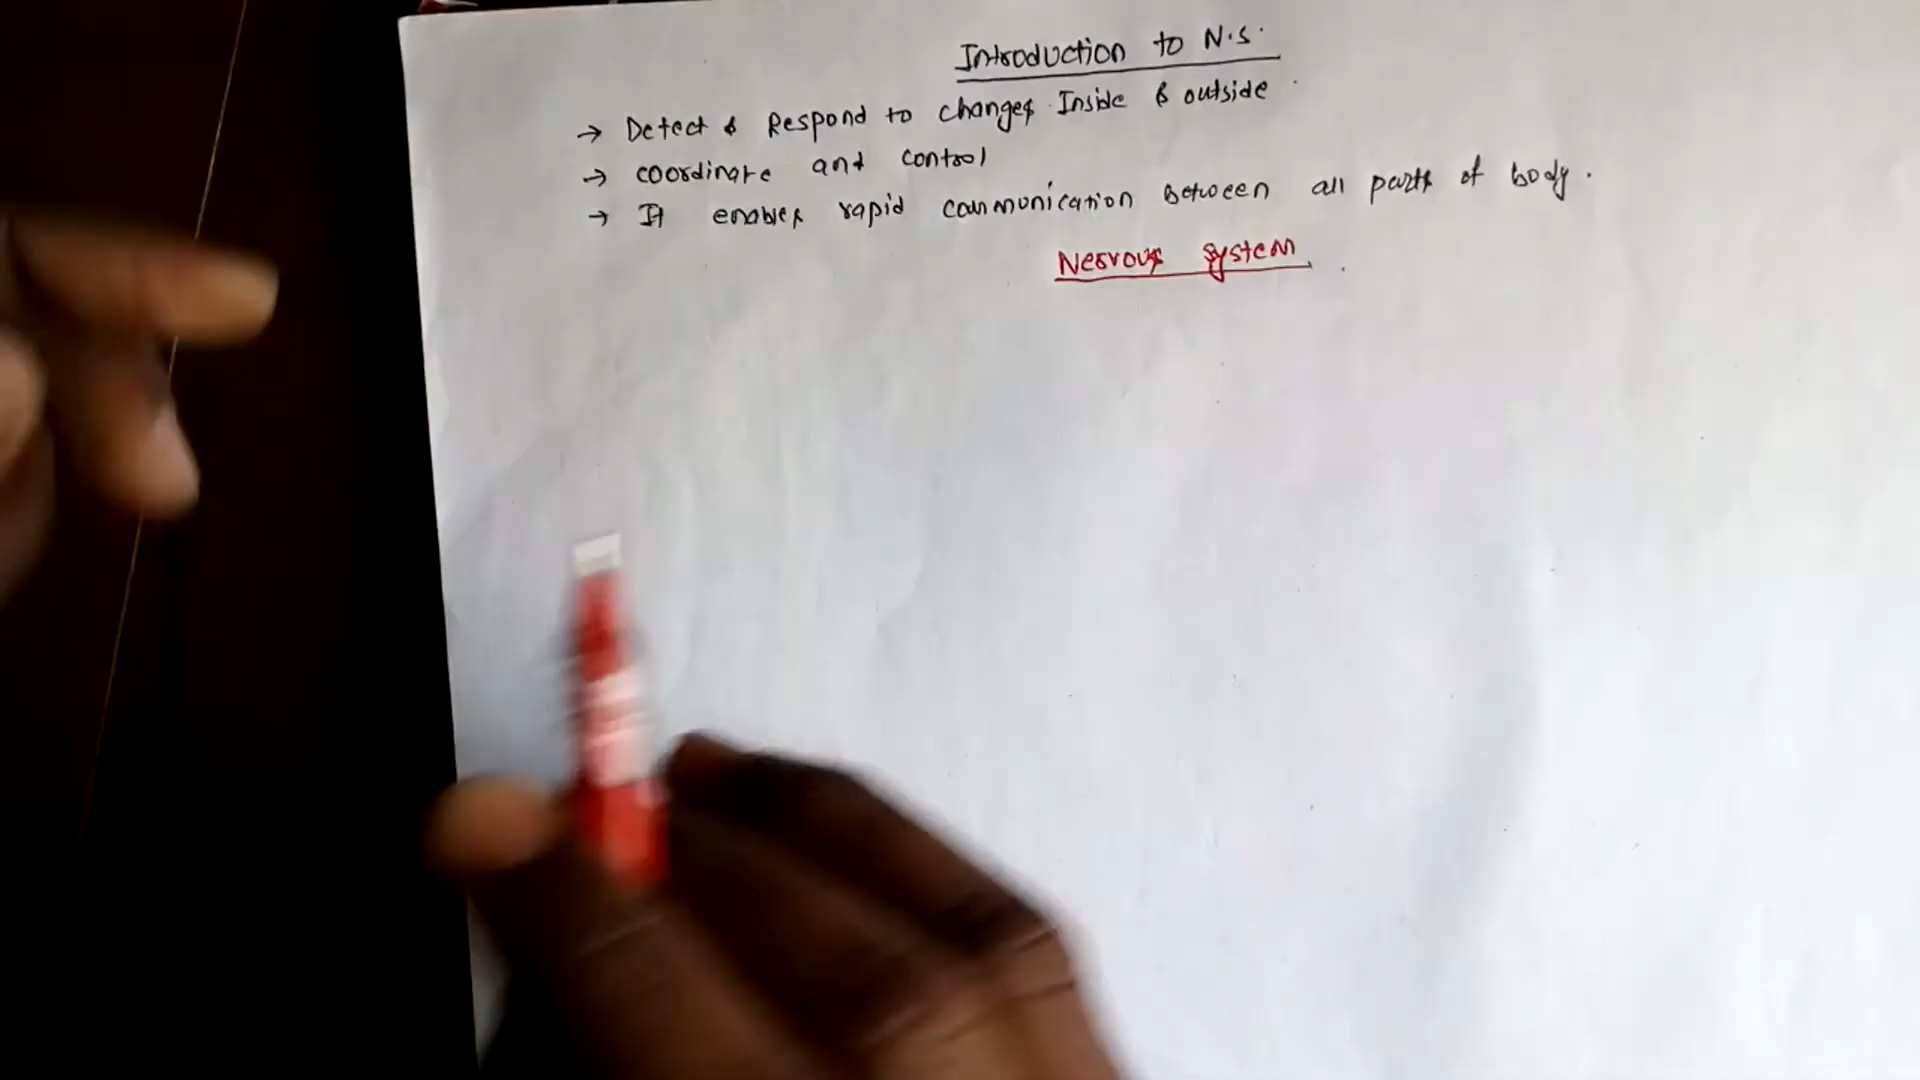 Introduction to N.S.
→ Detect & Respond to changes Inside & outside
→ coordinate and control
→ It enables rapid communication Between all parts of body.
Nervous system